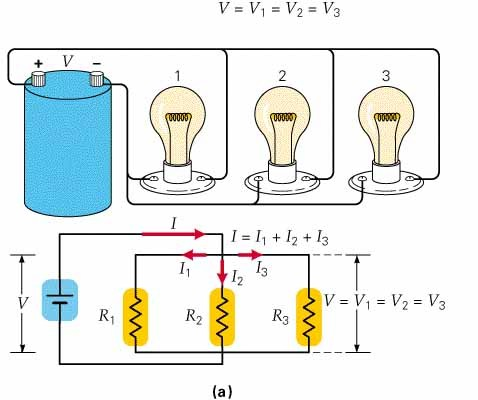 V = V₁ = V₂ = V₃
+ V −
1 2 3
I
I = I₁ + I₂ + I₃
I₁ I₂ I₃
V R₁ R₂ R₃ V = V₁ = V₂ = V₃
(a)